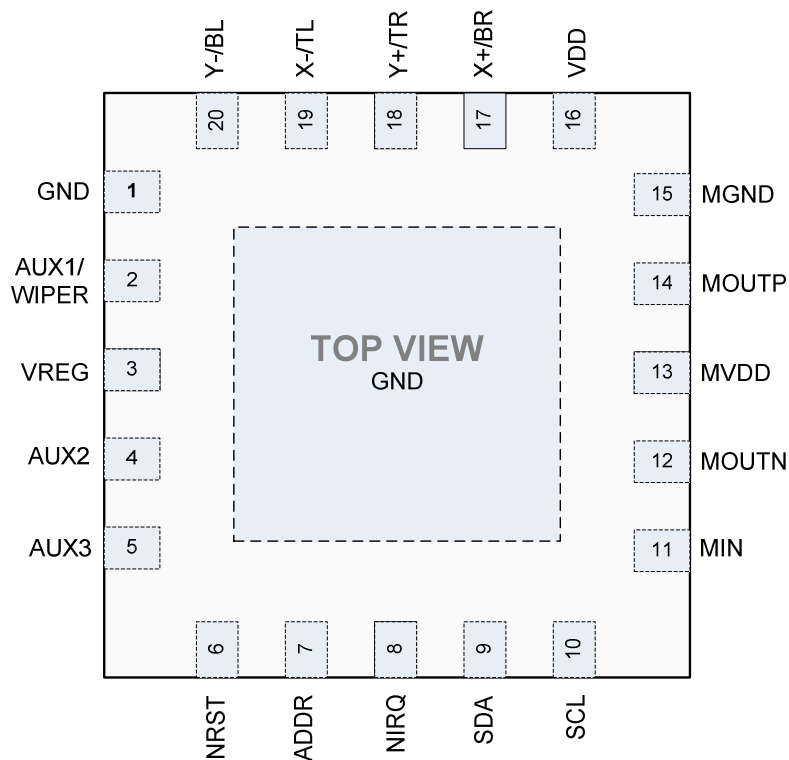 Y-/BL
X-/TL
Y+/TR
X+/BR
VDD
20
19
18
17
16
GND
1
15
MGND
AUX1/
WIPER
2
14
MOUTP
TOP VIEW
GND
VREG
3
13
MVDD
AUX2
4
12
MOUTN
AUX3
5
11
MIN
6
7
8
9
10
NRST
ADDR
NIRQ
SDA
SCL